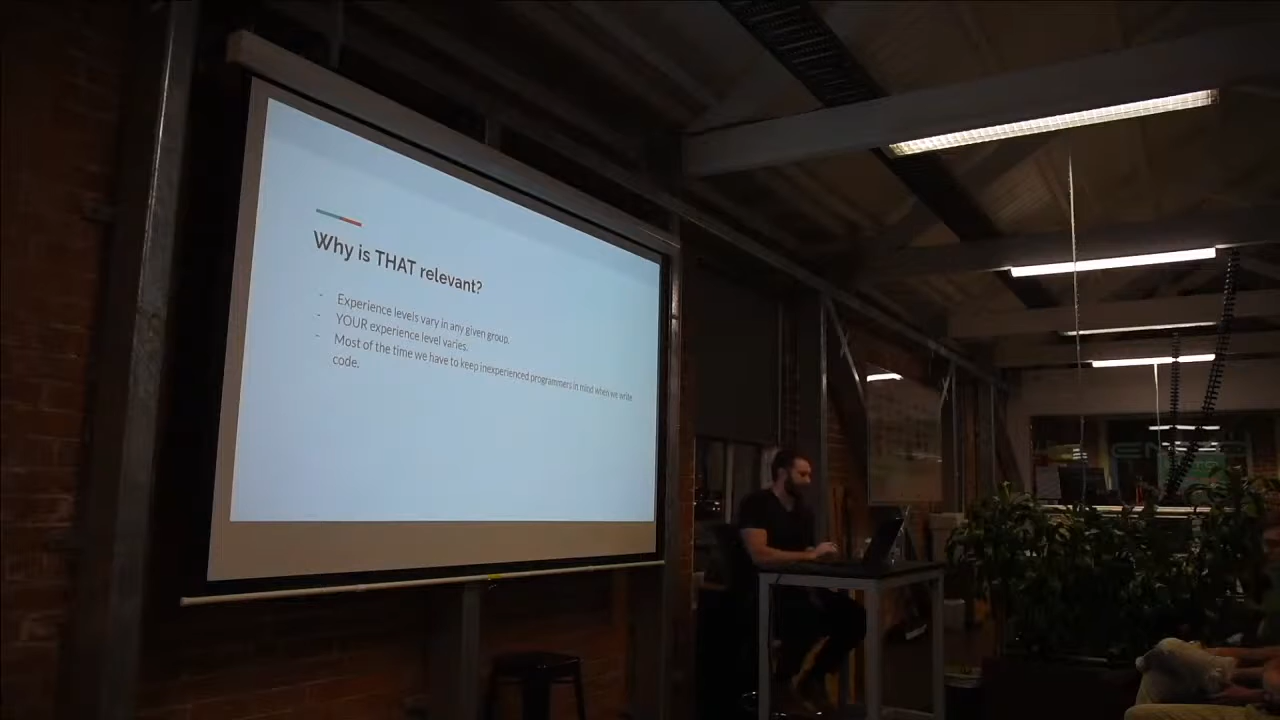 Why is THAT relevant?
- Experience levels vary in any given group.
- YOUR experience level varies.
- Most of the time we have to keep inexperienced programmers in mind when we write
code.